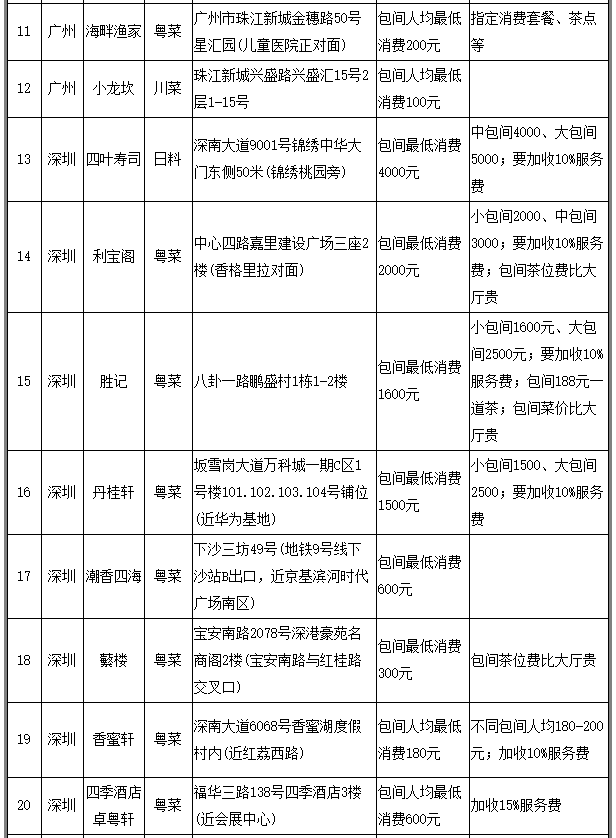 11 广州 海畔渔家 粤菜 广州市珠江新城金穗路50号 包间人均最低 指定消费套餐、茶点
星汇园(儿童医院正对面) 消费200元 等
12 广州 小龙坎 川菜 珠江新城兴盛路兴盛汇15号2 包间人均最低
层1-15号 消费100元
13 深圳 四叶寿司 日料 深南大道9001号锦绣中华大 包间最低消费 中包间4000、大包间
门东侧50米(锦绣桃园旁) 4000元 5000；要加收10%服务
费
14 深圳 利宝阁 粤菜 中心四路嘉里建设广场三座2 包间最低消费 小包间2000、中包间
楼(香格里拉对面) 2000元 3000；要加收10%服务
费；包间茶位费比大
厅贵
15 深圳 胜记 粤菜 八卦一路鹏盛村1栋1-2楼 包间最低消费 小包间1600元、大包
1600元 间2500元；要加收10%
服务费；包间188元一
道茶；包间菜价比大
厅贵
16 深圳 丹桂轩 粤菜 坂雪岗大道万科城一期C区1 包间最低消费 小包间1500、大包间
号楼101.102.103.104号铺位 1500元 2500；要加收10%服务
(近华为基地) 费
17 深圳 潮香四海 粤菜 下沙三坊49号(地铁9号线下 包间最低消费
沙站B出口，近京基滨河时代 600元
广场南区)
18 深圳 蘩楼 粤菜 宝安南路2078号深港豪苑名 包间最低消费 包间茶位费比大厅贵
商阁2楼(宝安南路与红桂路 300元
交叉口)
19 深圳 香蜜轩 粤菜 深南大道6068号香蜜湖度假 包间人均最低 不同包间人均180-200
村内(近红荔西路) 消费180元 元；加收10%服务费
20 深圳 四季酒店 粤菜 福华三路138号四季酒店3楼 包间人均最低 加收15%服务费
卓粤轩 (近会展中心) 消费600元